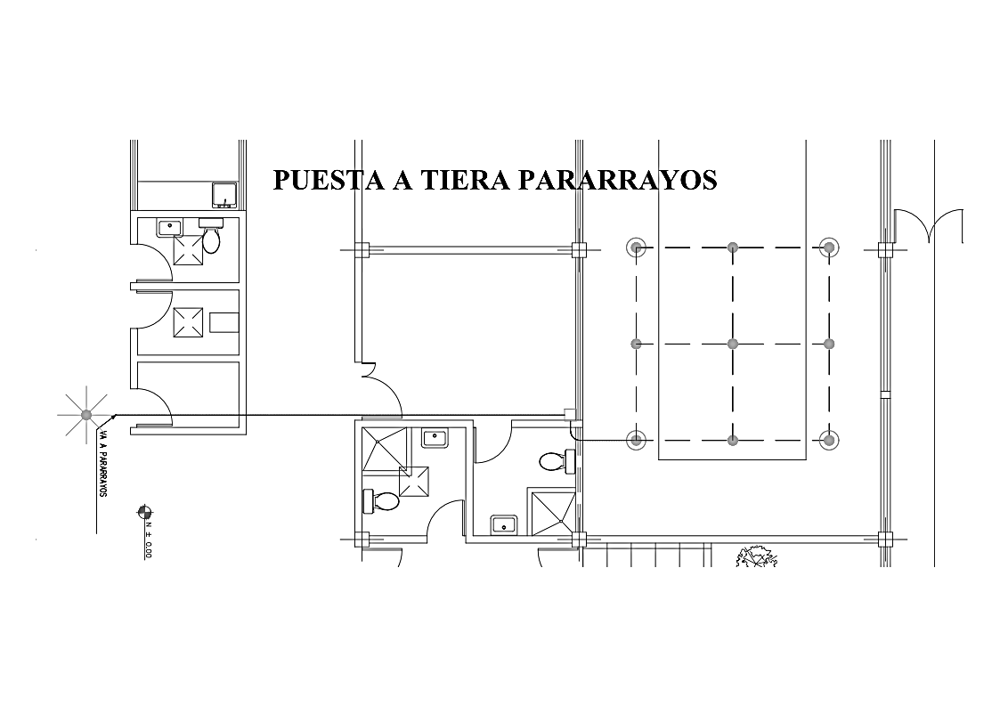 PUESTA A TIERA PARARRAYOS
VA A PARARRAYOS
N ± 0.00